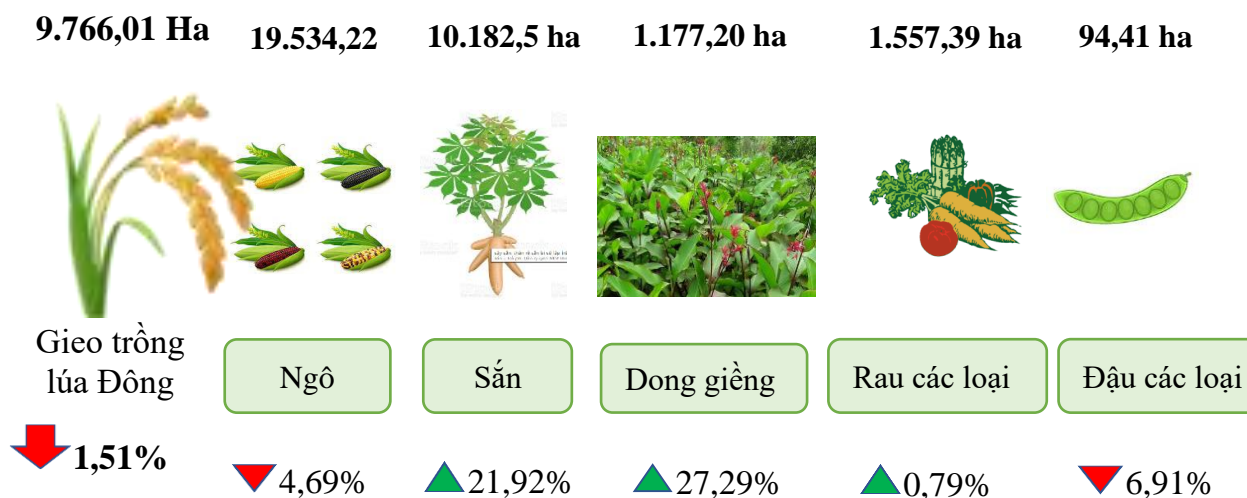 9.766,01 Ha
19.534,22
10.182,5 ha
1.177,20 ha
1.557,39 ha
94,41 ha
Gieo trồng
lúa Đông
Ngô
Sắn
Dong giềng
Rau các loại
Đậu các loại
1,51%
4,69%
21,92%
27,29%
0,79%
6,91%